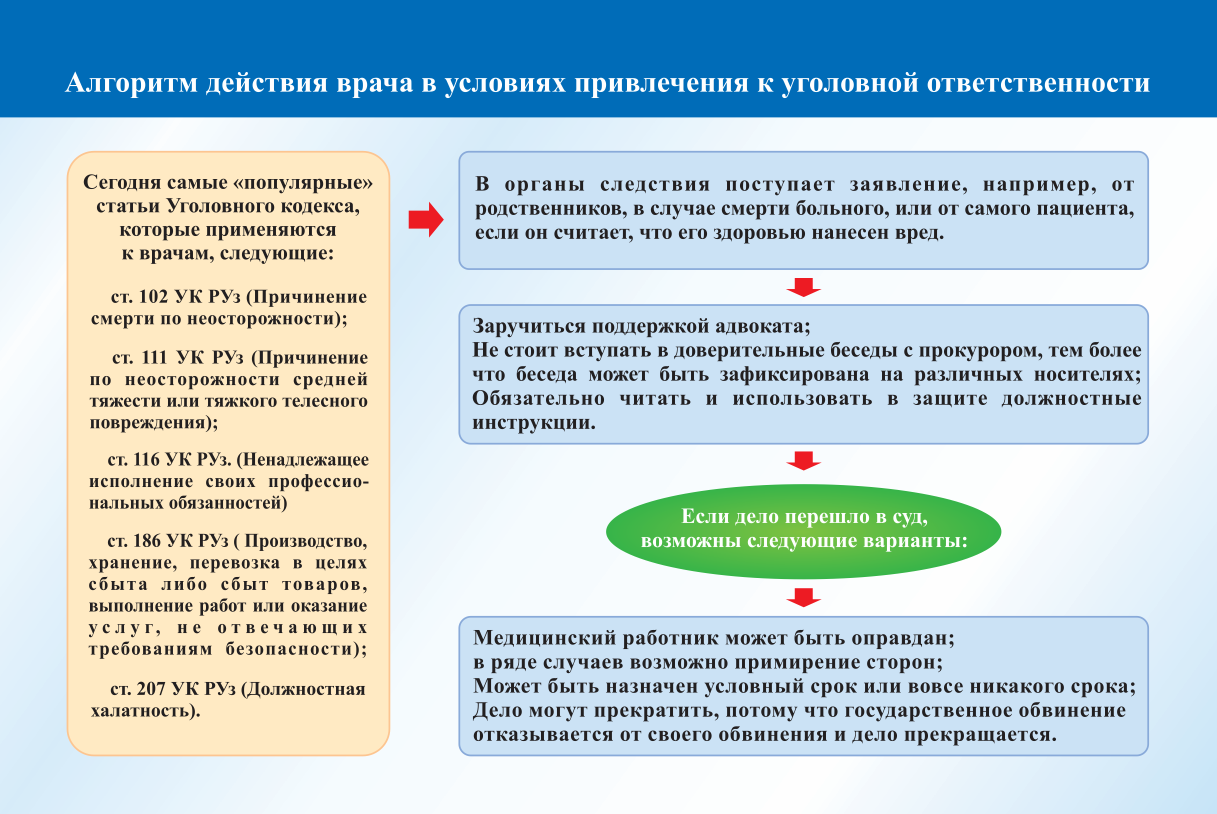 Алгоритм действия врача в условиях привлечения к уголовной ответственности
Сегодня самые «популярные»
статьи Уголовного кодекса,
которые применяются
к врачам, следующие:
ст. 102 УК РУз (Причинение
смерти по неосторожности);
ст. 111 УК РУз (Причинение
по неосторожности средней
тяжести или тяжкого телесного
повреждения);
ст. 116 УК РУз. (Ненадлежащее
исполнение своих профессио-
нальных обязанностей)
ст. 186 УК РУз ( Производство,
хранение, перевозка в целях
сбыта либо сбыт товаров,
выполнение работ или оказание
услуг, не отвечающих
требованиям безопасности);
ст. 207 УК РУз (Должностная
халатность).
В органы следствия поступает заявление, например, от
родственников, в случае смерти больного, или от самого пациента,
если он считает, что его здоровью нанесен вред.
Заручиться поддержкой адвоката;
Не стоит вступать в доверительные беседы с прокурором, тем более
что беседа может быть зафиксирована на различных носителях;
Обязательно читать и использовать в защите должностные
инструкции.
Если дело перешло в суд,
возможны следующие варианты:
Медицинский работник может быть оправдан;
в ряде случаев возможно примирение сторон;
Может быть назначен условный срок или вовсе никакого срока;
Дело могут прекратить, потому что государственное обвинение
отказывается от своего обвинения и дело прекращается.